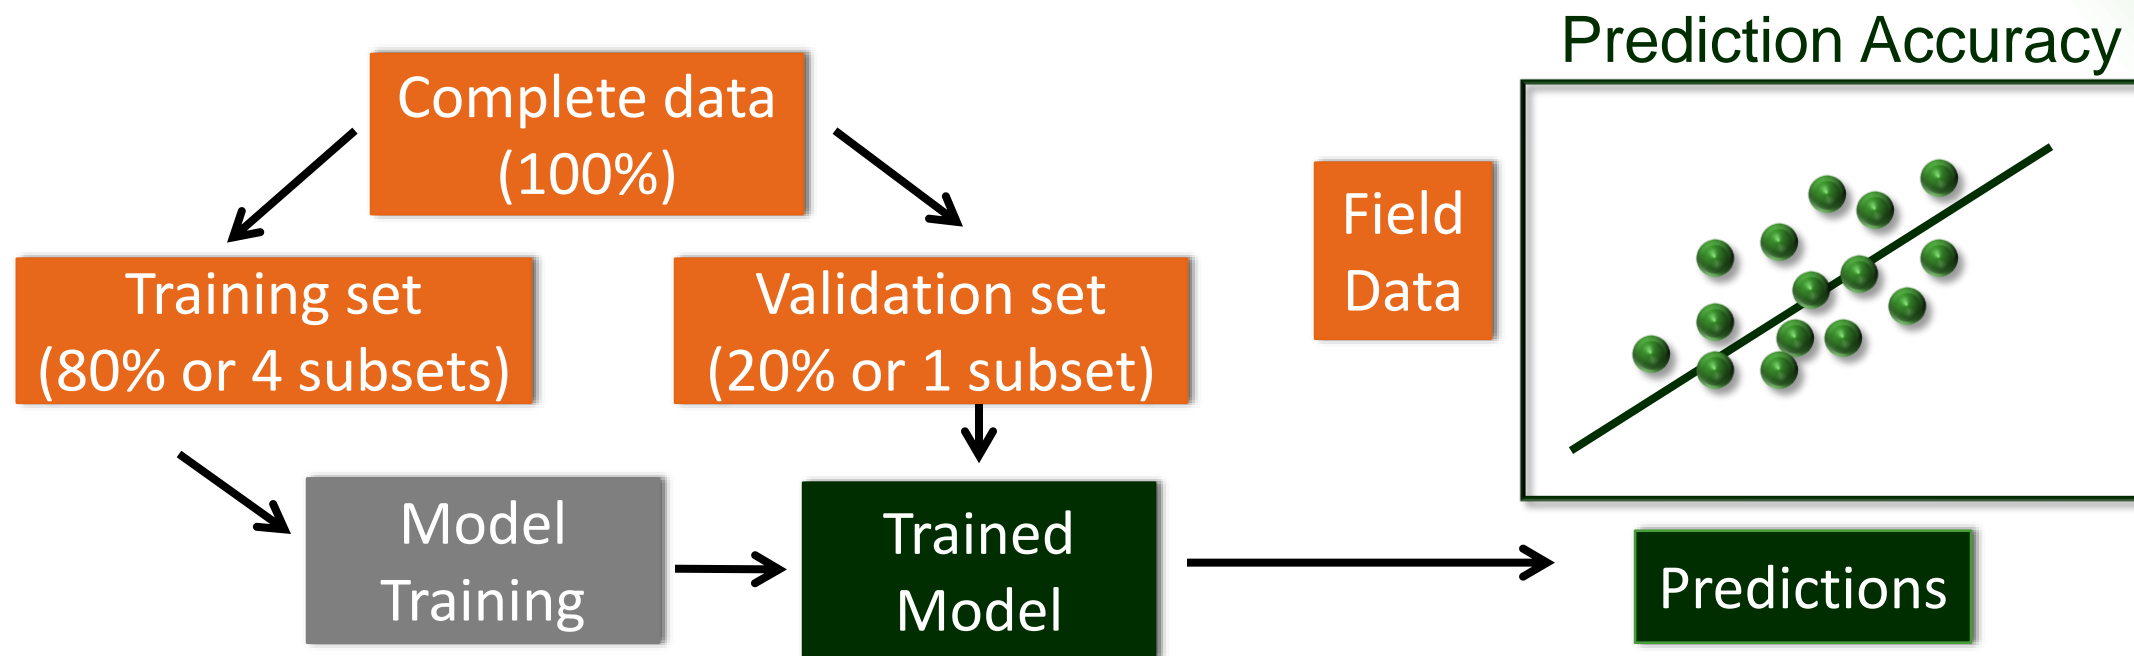 Prediction Accuracy
Complete data
(100%)
Field
Data
Training set
(80% or 4 subsets)
Validation set
(20% or 1 subset)
Model
Training
Trained
Model
Predictions